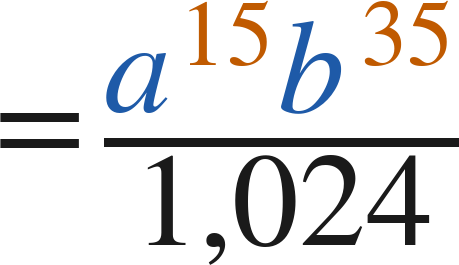 = a^15 b^35 / 1,024